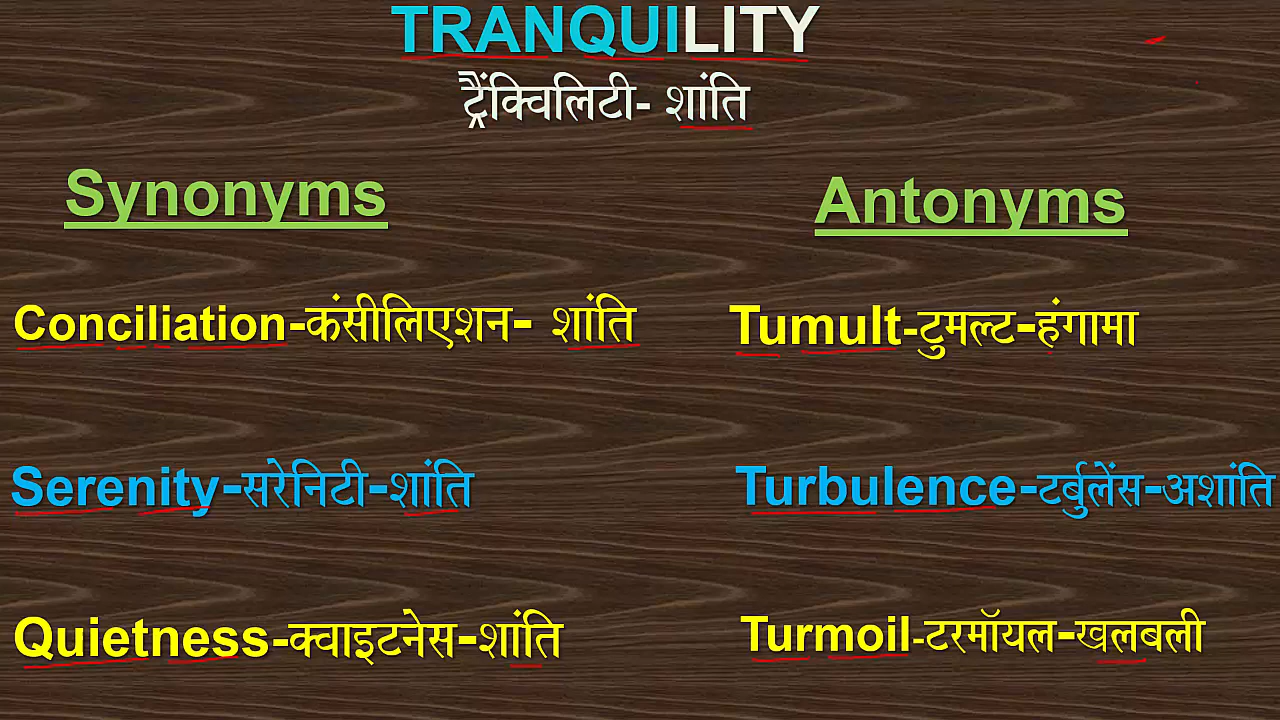 TRANQUILITY
ट्रैंक्विलिटी- शांति
Synonyms
Antonyms
Conciliation-कंसीलिएशन- शांति
Tumult-टुमल्ट-हंगामा
Serenity-सरेनिटी-शांति
Turbulence-टर्बुलेंस-अशांति
Quietness-क्वाइटनेस-शांति
Turmoil-टरमॉयल-खलबली